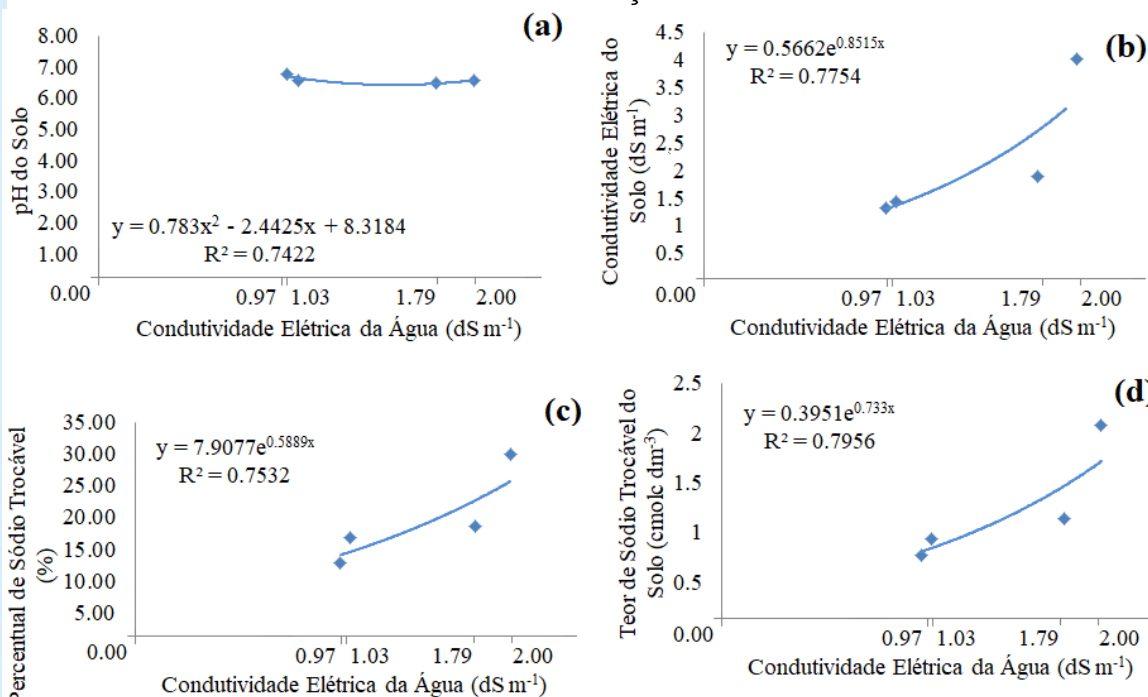 (a)
8.00
7.00
6.00
5.00
4.00
3.00
2.00
1.00
0.00
pH do Solo
y = 0.783x² - 2.4425x + 8.3184
R² = 0.7422
0.97 1.03 1.79 2.00
Condutividade Elétrica da Água (dS m⁻¹)
(b)
4.5
4
3.5
3
2.5
2
1.5
1
0.5
0.00
Condutividade Elétrica do
Solo (dS m⁻¹)
y = 0.5662e^0.8515x
R² = 0.7754
0.97 1.03 1.79 2.00
Condutividade Elétrica da Água (dS m⁻¹)
(c)
35.00
30.00
25.00
20.00
15.00
10.00
5.00
0.00
Percentual de Sódio Trocável
(%)
y = 7.9077e^0.5889x
R² = 0.7532
0.97 1.03 1.79 2.00
Condutividade Elétrica da Água (dS m⁻¹)
(d)
2.5
2
1.5
1
0.5
0.00
Teor de Sódio Trocável do
Solo (cmolc dm⁻³)
y = 0.3951e^0.733x
R² = 0.7956
0.97 1.03 1.79 2.00
Condutividade Elétrica da Água (dS m⁻¹)